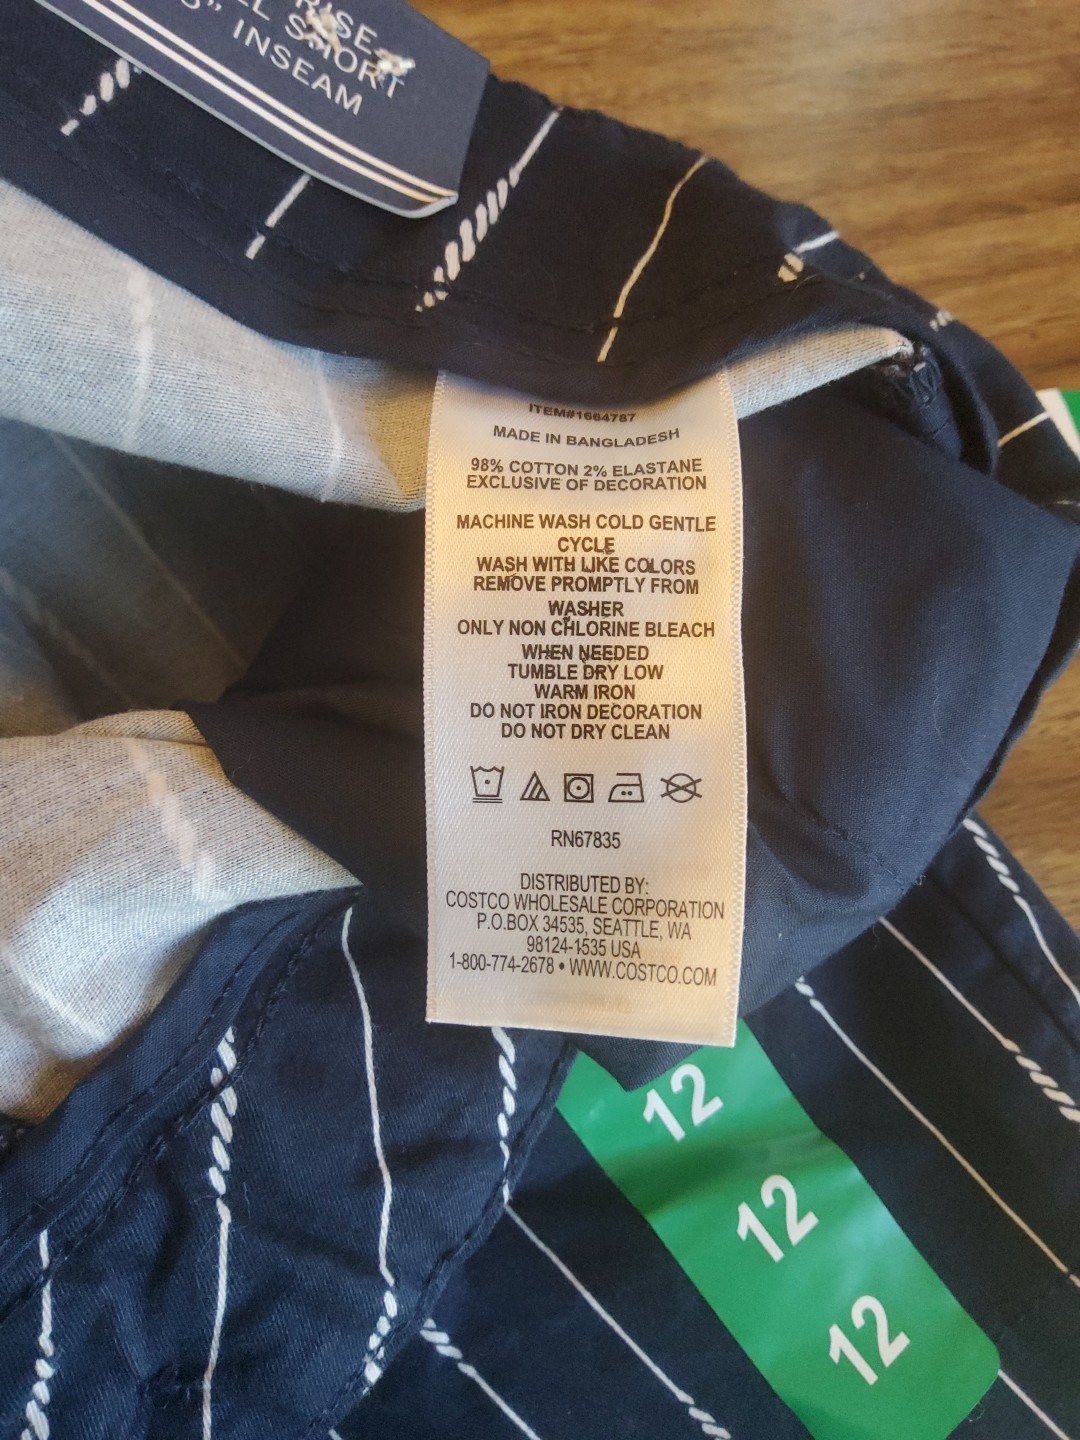 RISE
SHORT
INSEAM
ITEM#1664787
MADE IN BANGLADESH
98% COTTON 2% ELASTANE
EXCLUSIVE OF DECORATION
MACHINE WASH COLD GENTLE
CYCLE
WASH WITH LIKE COLORS
REMOVE PROMPTLY FROM
WASHER
ONLY NON CHLORINE BLEACH
WHEN NEEDED
TUMBLE DRY LOW
WARM IRON
DO NOT IRON DECORATION
DO NOT DRY CLEAN
RN67835
DISTRIBUTED BY:
COSTCO WHOLESALE CORPORATION
P.O.BOX 34535, SEATTLE, WA
98124-1535 USA
1-800-774-2678 • WWW.COSTCO.COM
12
12
12